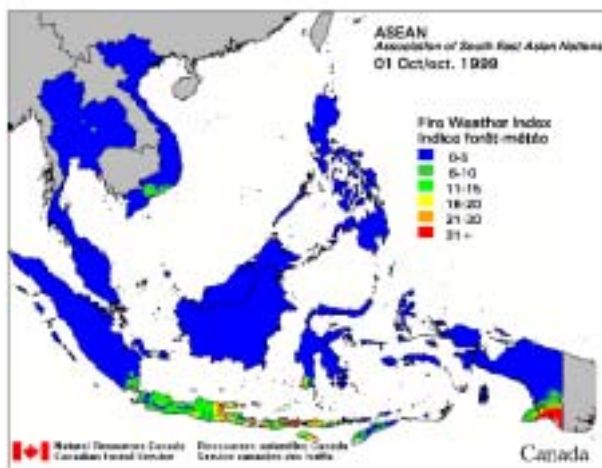 ASEAN
Association of South East Asian Nations
01 Oct/oct. 1999
Fire Weather Index
Indice forêt-météo
0-5
6-10
11-15
16-20
21-30
31+
Natural Resources Canada Ressources naturelles Canada
Canadian Forest Service Service canadien des forêts
Canada